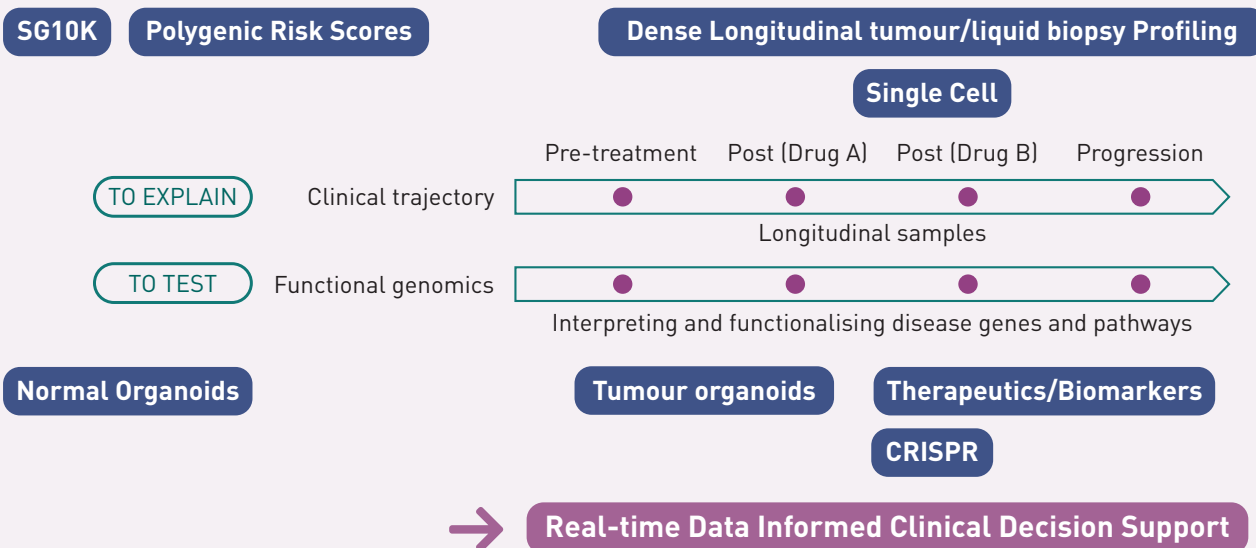 SG10K
Polygenic Risk Scores
Dense Longitudinal tumour/liquid biopsy Profiling
Single Cell
Pre-treatment
Post (Drug A)
Post (Drug B)
Progression
TO EXPLAIN
Clinical trajectory
Longitudinal samples
TO TEST
Functional genomics
Interpreting and functionalising disease genes and pathways
Normal Organoids
Tumour organoids
Therapeutics/Biomarkers
CRISPR
Real-time Data Informed Clinical Decision Support